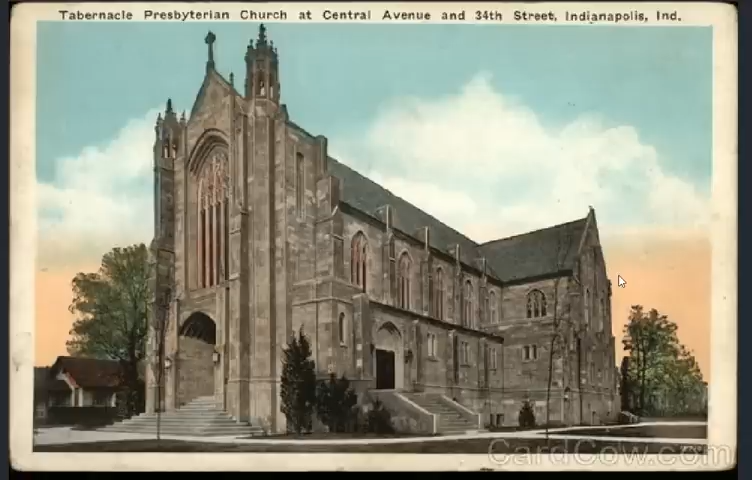 Tabernacle Presbyterian Church at Central Avenue and 34th Street, Indianapolis, Ind.
CardCow.com